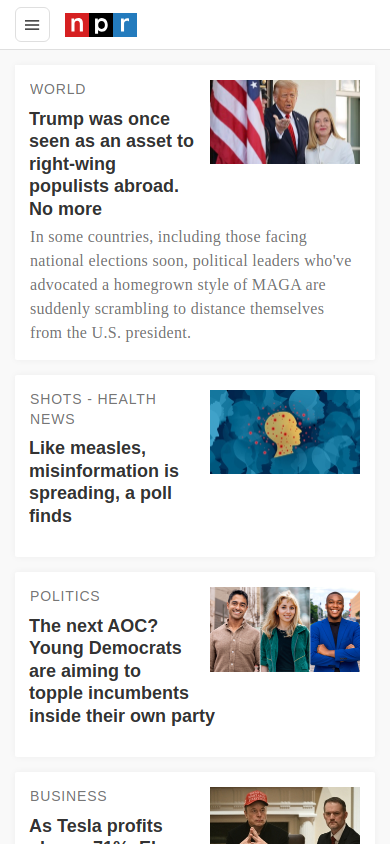 npr
WORLD
Trump was once
seen as an asset to
right-wing
populists abroad.
No more
In some countries, including those facing
national elections soon, political leaders who've
advocated a homegrown style of MAGA are
suddenly scrambling to distance themselves
from the U.S. president.
SHOTS - HEALTH
NEWS
Like measles,
misinformation is
spreading, a poll
finds
POLITICS
The next AOC?
Young Democrats
are aiming to
topple incumbents
inside their own party
BUSINESS
As Tesla profits